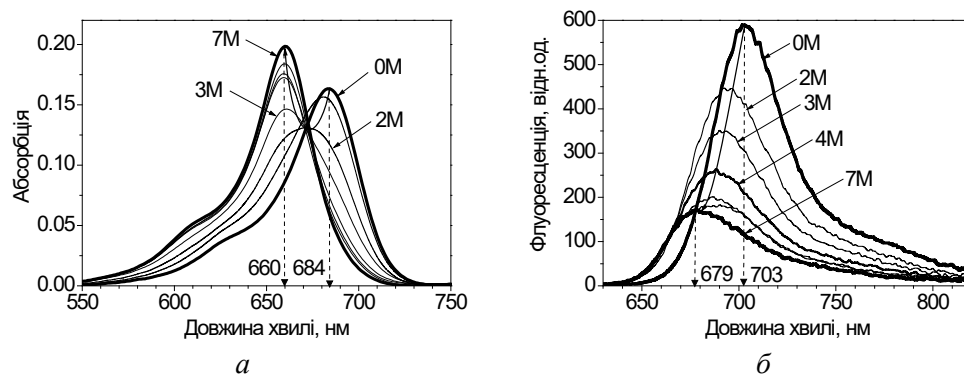 Абсорбція
0.20
0.15
0.10
0.05
0.00
7M
3M
0M
2M
660
684
550
600
650
700
750
Довжина хвилі, нм
а
Флуоресценція, відн.од.
600
500
400
300
200
100
0
0M
2M
3M
4M
7M
679
703
650
700
750
800
Довжина хвилі, нм
б